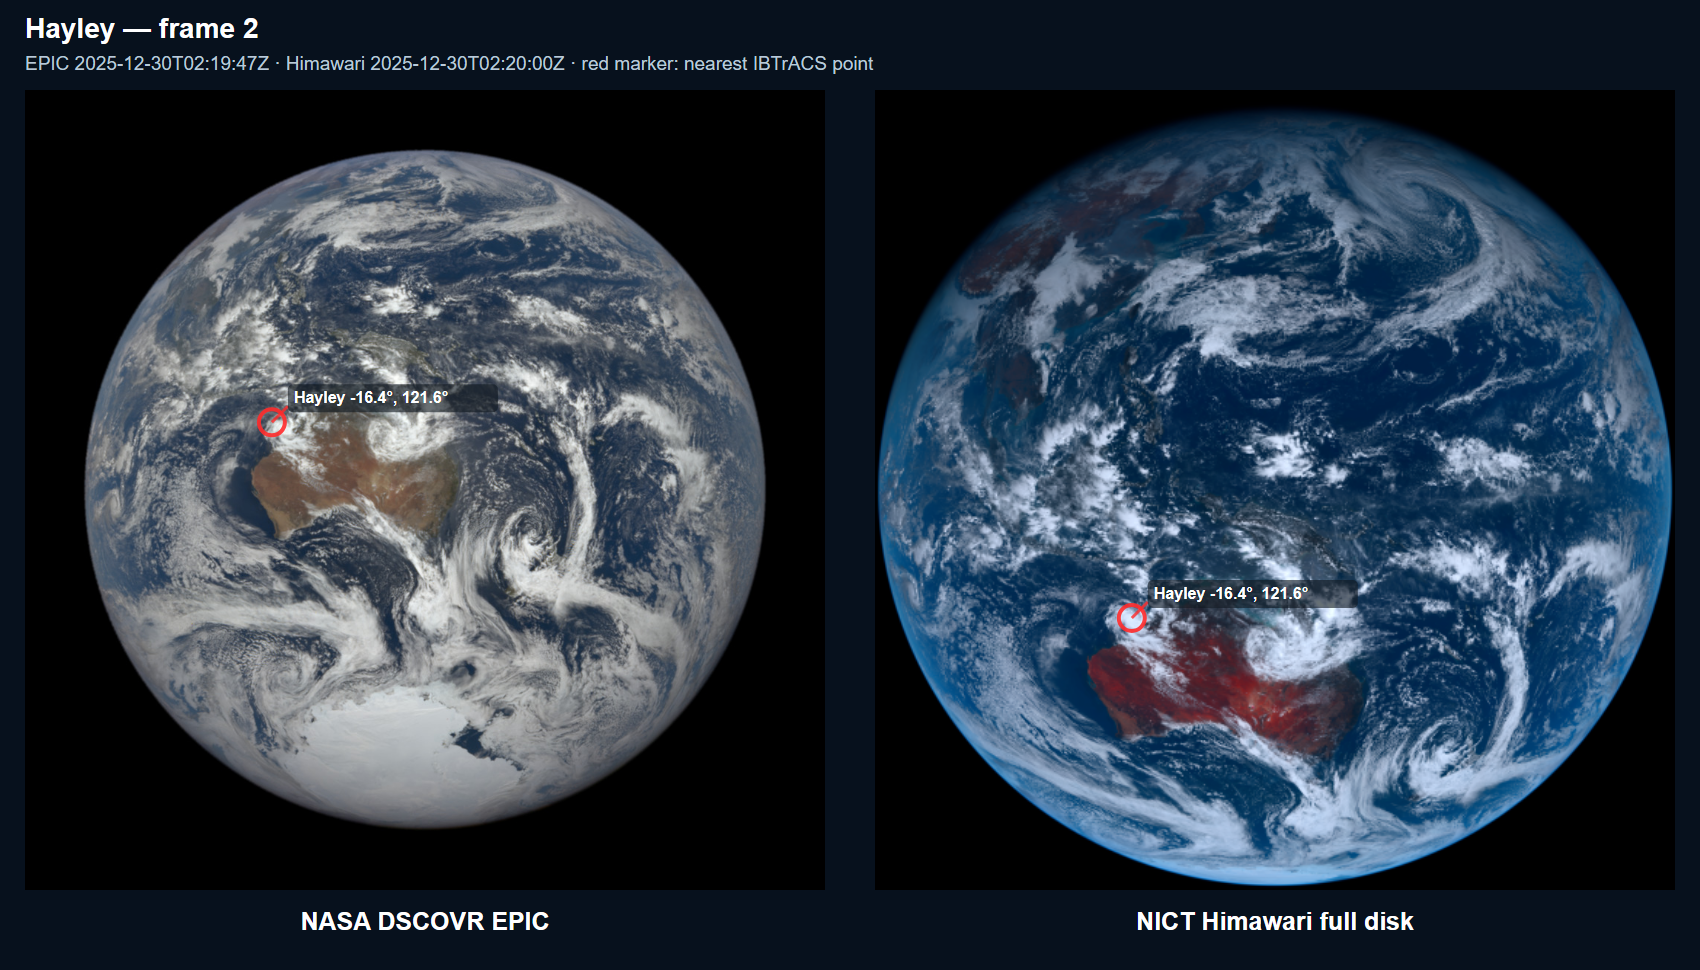 Hayley — frame 2
EPIC 2025-12-30T02:19:47Z · Himawari 2025-12-30T02:20:00Z · red marker: nearest IBTrACS point
Hayley -16.4°, 121.6°
Hayley -16.4°, 121.6°
NASA DSCOVR EPIC
NICT Himawari full disk